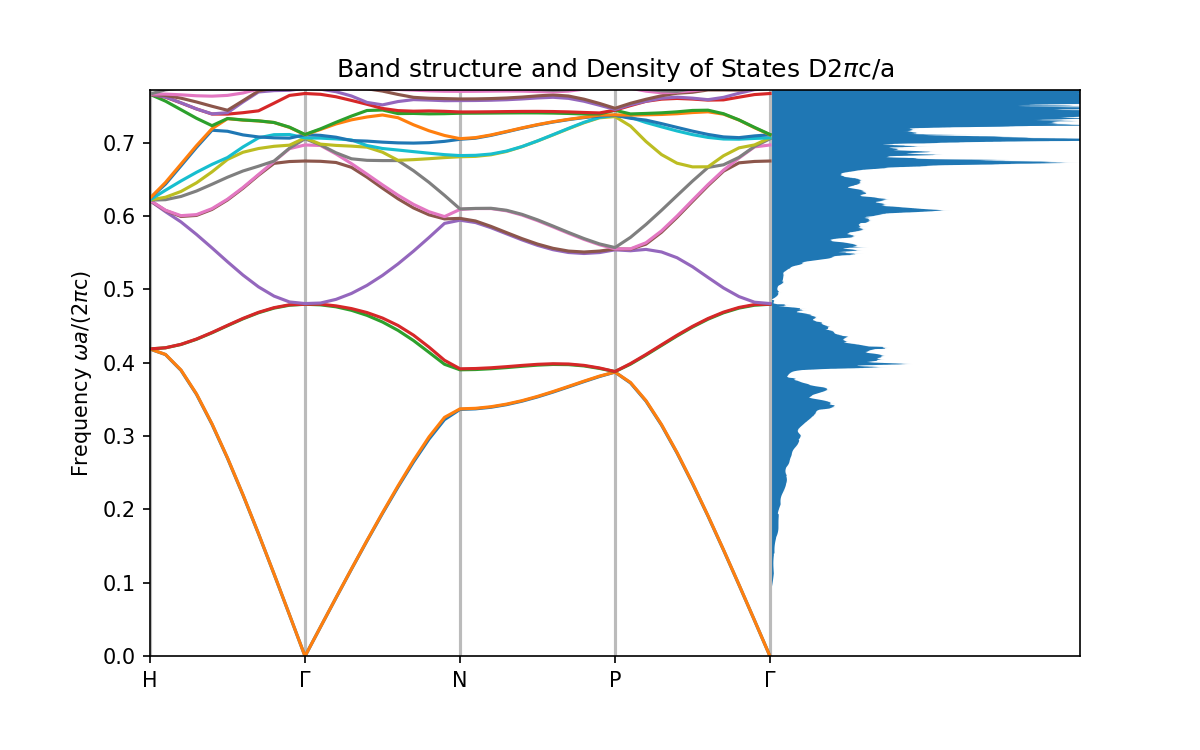 Band structure and Density of States D2πc/a
Frequency ωa/(2πc)
0.7
0.6
0.5
0.4
0.3
0.2
0.1
0.0
H Γ N P Γ